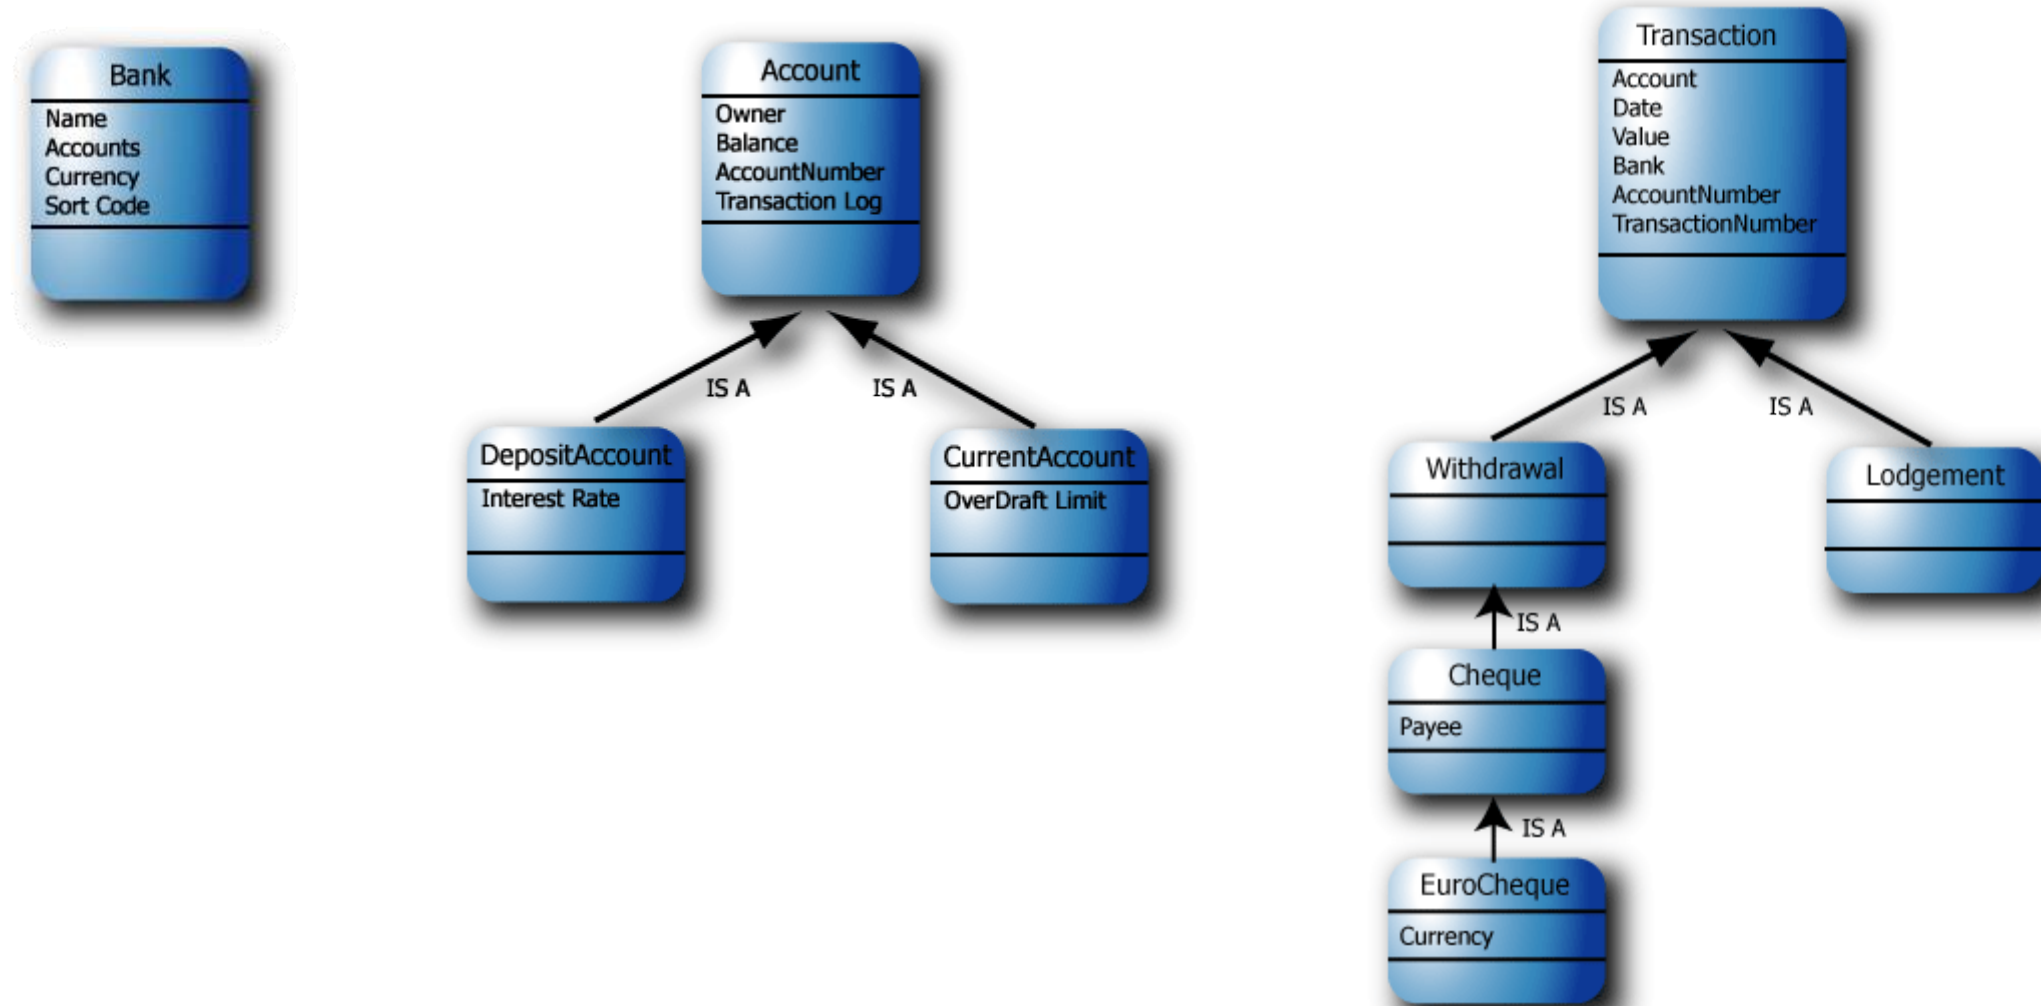 Bank
Name
Accounts
Currency
Sort Code
Account
Owner
Balance
AccountNumber
Transaction Log
IS A
IS A
DepositAccount
Interest Rate
CurrentAccount
OverDraft Limit
Transaction
Account
Date
Value
Bank
AccountNumber
TransactionNumber
IS A
IS A
Withdrawal
Lodgement
IS A
Cheque
Payee
IS A
EuroCheque
Currency